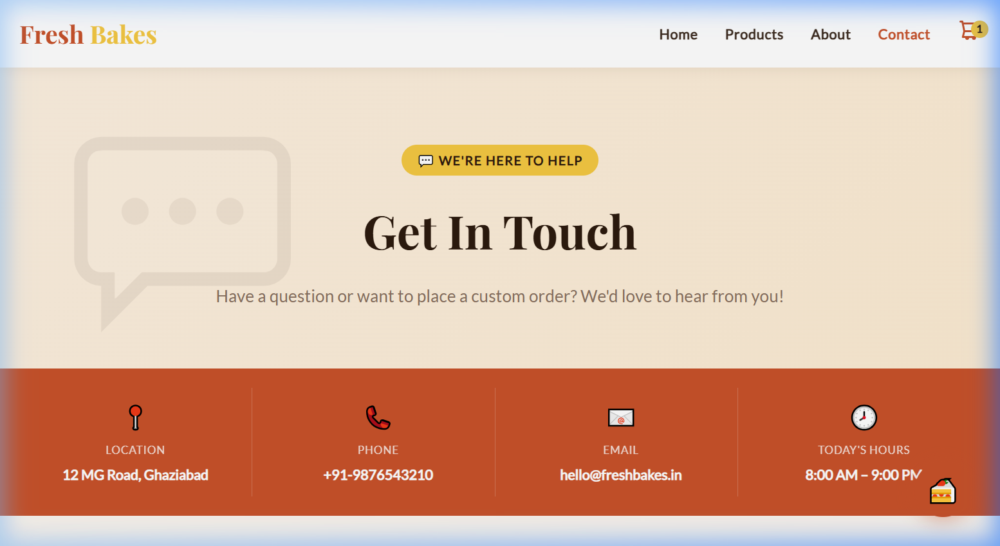 Fresh Bakes
Home
Products
About
Contact
1
WE'RE HERE TO HELP
Get In Touch
Have a question or want to place a custom order? We'd love to hear from you!
LOCATION
12 MG Road, Ghaziabad
PHONE
+91-9876543210
EMAIL
hello@freshbakes.in
TODAY'S HOURS
8:00 AM – 9:00 PM